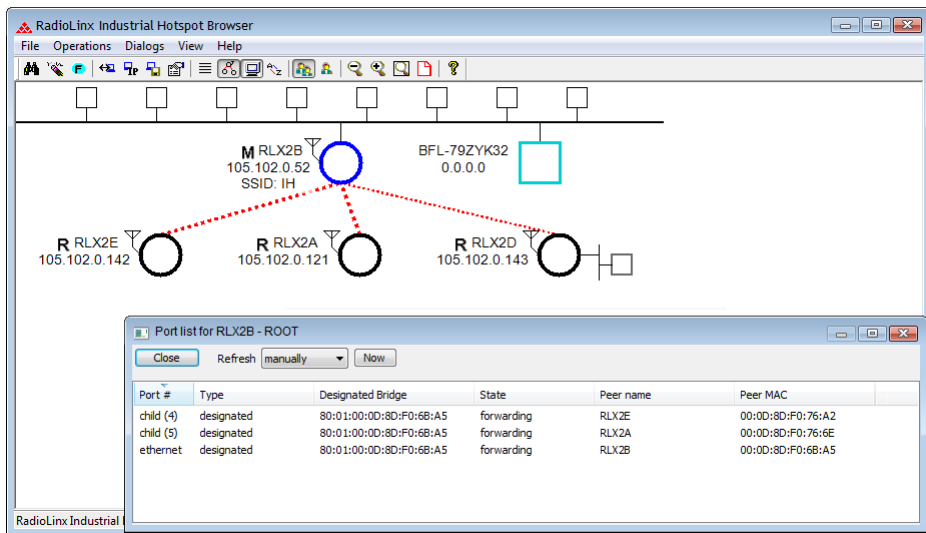 RadioLinx Industrial Hotspot Browser
File Operations Dialogs View Help
M RLX2B
105.102.0.52
SSID: IH
BFL-79ZYK32
0.0.0.0
R RLX2E
105.102.0.142
R RLX2A
105.102.0.121
R RLX2D
105.102.0.143
Port list for RLX2B - ROOT
Close Refresh manually Now
Port # Type Designated Bridge State Peer name Peer MAC
child (4) designated 80:01:00:0D:8D:F0:6B:A5 forwarding RLX2E 00:0D:8D:F0:76:A2
child (5) designated 80:01:00:0D:8D:F0:6B:A5 forwarding RLX2A 00:0D:8D:F0:76:6E
ethernet designated 80:01:00:0D:8D:F0:6B:A5 forwarding RLX2B 00:0D:8D:F0:6B:A5
RadioLinx Industrial